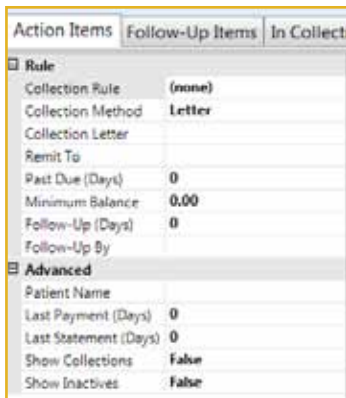 Action Items Follow-Up Items In Collect
Rule
Collection Rule (none)
Collection Method Letter
Collection Letter
Remit To
Past Due (Days) 0
Minimum Balance 0.00
Follow-Up (Days) 0
Follow-Up By
Advanced
Patient Name
Last Payment (Days) 0
Last Statement (Days) 0
Show Collections False
Show Inactives False